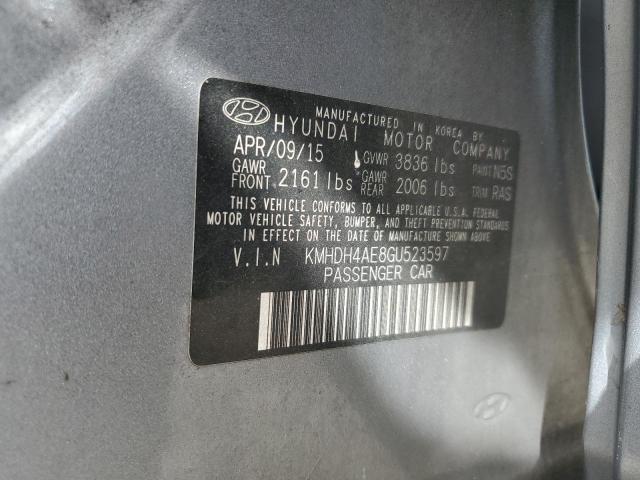 MANUFACTURED IN KOREA BY
HYUNDAI MOTOR COMPANY
APR/09/15 GVWR 3836 lbs PAINT N5S
GAWR FRONT 2161 lbs GAWR REAR 2006 lbs TRIM RAS
THIS VEHICLE CONFORMS TO ALL APPLICABLE U.S.A. FEDERAL
MOTOR VEHICLE SAFETY, BUMPER, AND THEFT PREVENTION STANDARDS
IN EFFECT ON THE DATE OF MANUFACTURE SHOWN ABOVE.
V.I.N KMHDH4AE8GU523597
PASSENGER CAR